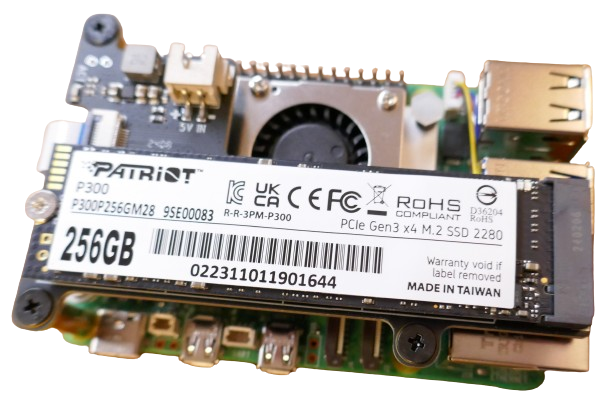 5V IN
PATRiOT
P300
P300P256GM28 9SE00083
256GB
UK
CA
CE FC
R-R-3PM-P300
RoHS
COMPLIANT
D36204
RoHS
PCIe Gen3 x4 M.2 SSD 2280
022311011901644
Warranty void if
label removed
MADE IN TAIWAN